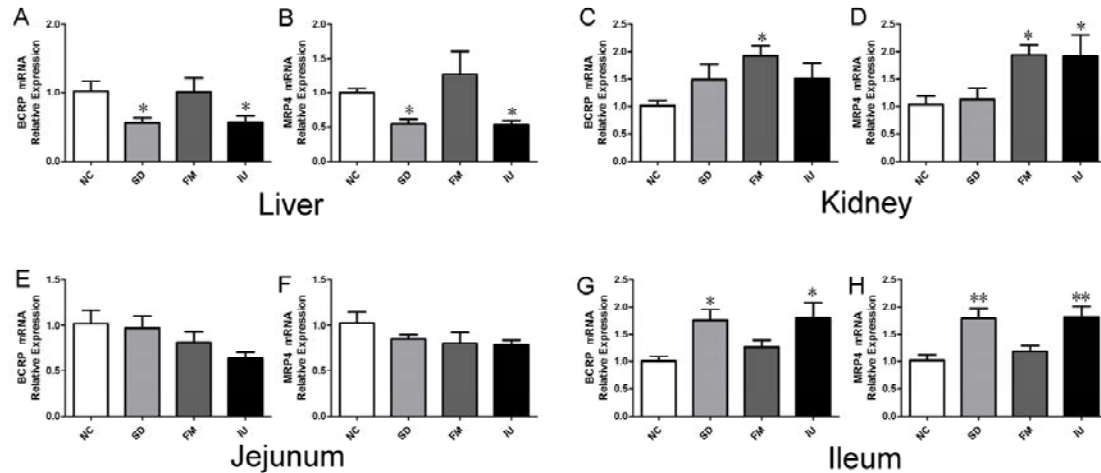 A
BCRP mRNA
Relative Expression
2.0
1.5
1.0
0.5
0.0
*
*
NC SD FM IU
B
MRP4 mRNA
Relative Expression
2.0
1.5
1.0
0.5
0.0
*
*
NC SD FM IU
Liver
C
BCRP mRNA
Relative Expression
2.5
2.0
1.5
1.0
0.5
0.0
*
NC SD FM IU
D
MRP4 mRNA
Relative Expression
2.5
2.0
1.5
1.0
0.5
0.0
*
*
NC SD FM IU
Kidney
E
BCRP mRNA
Relative Expression
1.5
1.0
0.5
0.0
NC SD FM IU
F
MRP4 mRNA
Relative Expression
1.5
1.0
0.5
0.0
NC SD FM IU
Jejunum
G
BCRP mRNA
Relative Expression
2.5
2.0
1.5
1.0
0.5
0.0
*
*
NC SD FM IU
H
MRP4 mRNA
Relative Expression
2.5
2.0
1.5
1.0
0.5
0.0
**
**
NC SD FM IU
Ileum